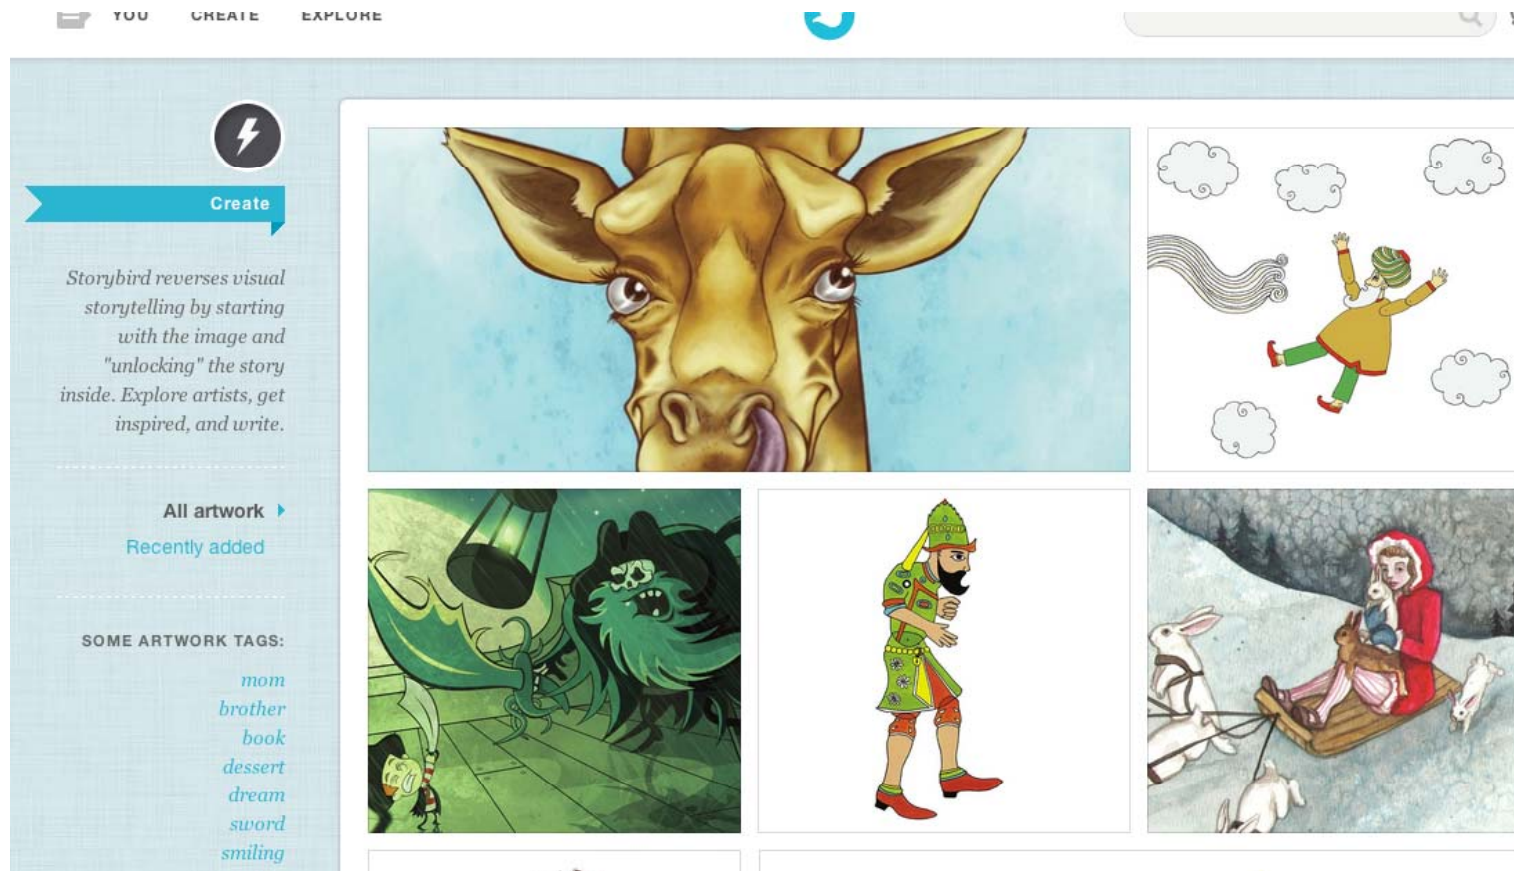 YOU CREATE EXPLORE
Create
Storybird reverses visual
storytelling by starting
with the image and
"unlocking" the story
inside. Explore artists, get
inspired, and write.
All artwork
Recently added
SOME ARTWORK TAGS:
mom
brother
book
dessert
dream
sword
smiling